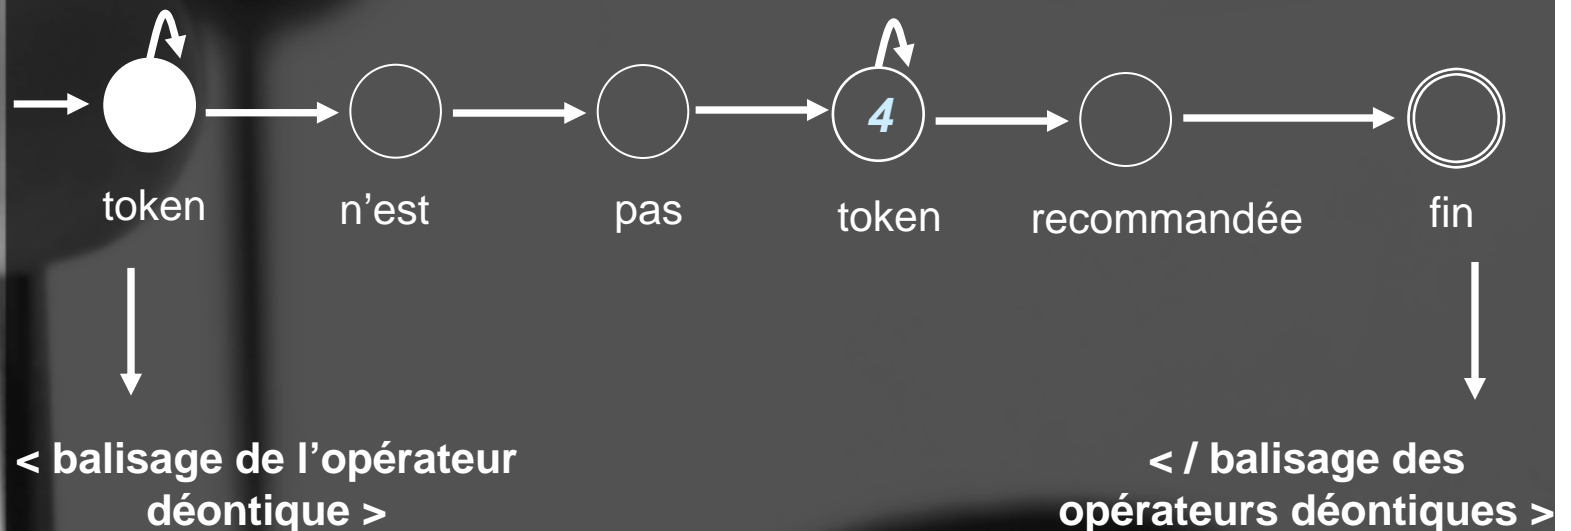 4
token
n’est
pas
token
recommandée
fin
< balisage de l’opérateur
déontique >
< / balisage des
opérateurs déontiques >